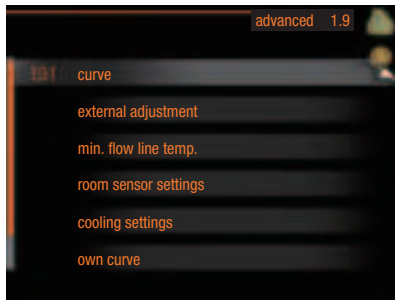 advanced 1.9
curve
external adjustment
min. flow line temp.
room sensor settings
cooling settings
own curve